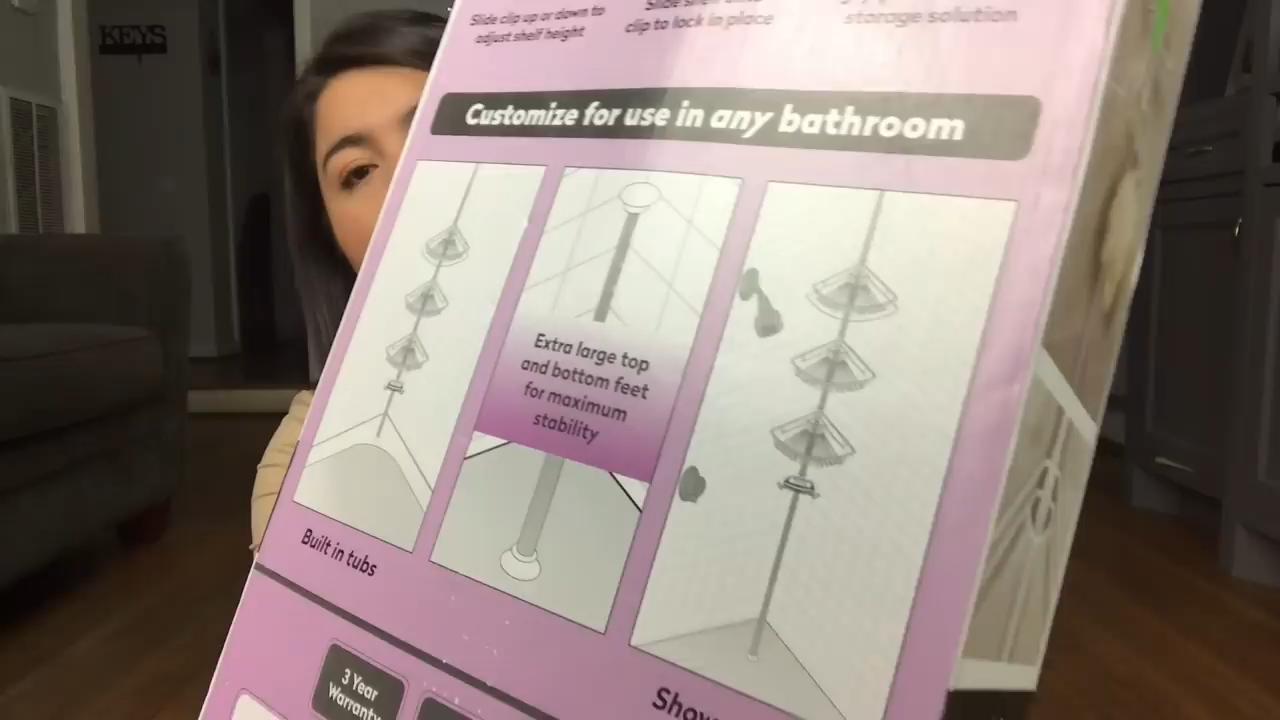 KEYS
Slide clip up or down to
adjust shelf height
clip to lock in place
storage solution
Customize for use in any bathroom
Extra large top
and bottom feet
for maximum
stability
Built in tubs
3 Year
Warranty